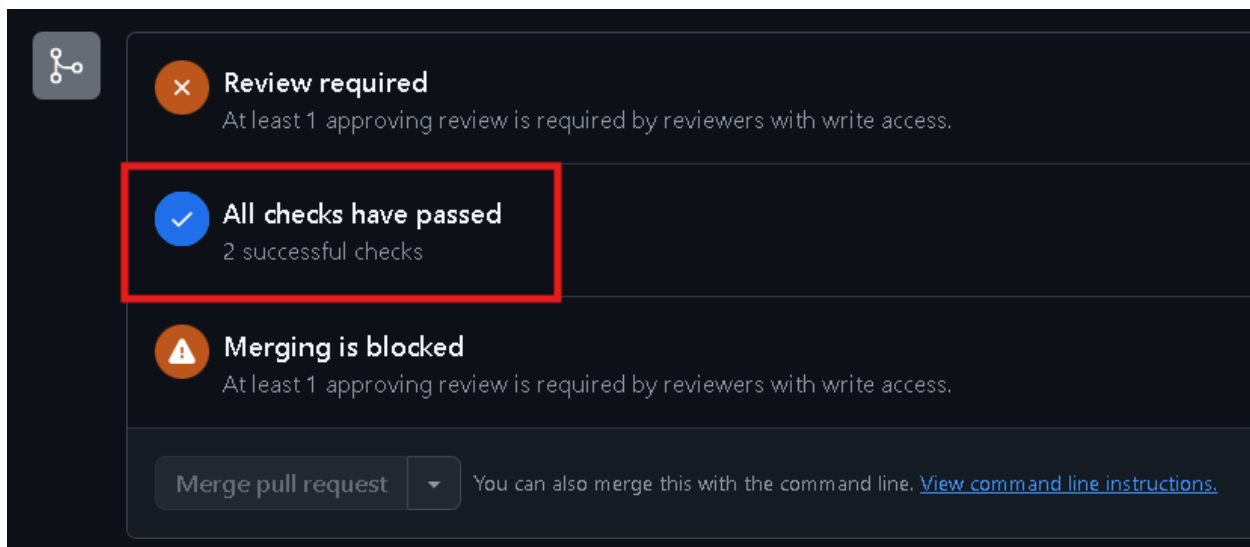 Review required
At least 1 approving review is required by reviewers with write access.
All checks have passed
2 successful checks
Merging is blocked
At least 1 approving review is required by reviewers with write access.
Merge pull request
You can also merge this with the command line. View command line instructions.